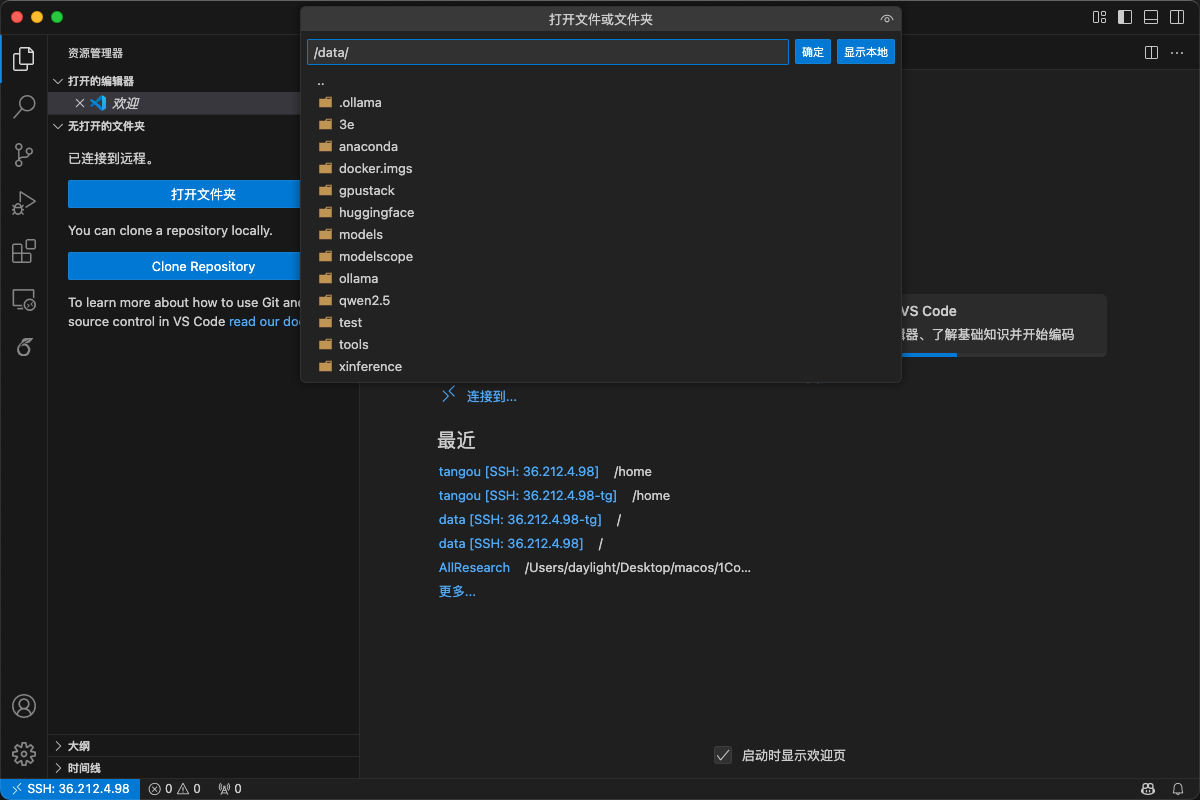 打开文件或文件夹
/data/
确定
显示本地
..
.ollama
3e
anaconda
docker.imgs
gpustack
huggingface
models
modelscope
ollama
qwen2.5
test
tools
xinference
资源管理器
打开的编辑器
欢迎
无打开的文件夹
已连接到远程。
打开文件夹
You can clone a repository locally.
Clone Repository
To learn more about how to use Git and
source control in VS Code read our do
VS Code
器、了解基础知识并开始编码
连接到...
最近
tangou [SSH: 36.212.4.98] /home
tangou [SSH: 36.212.4.98-tg] /home
data [SSH: 36.212.4.98-tg] /
data [SSH: 36.212.4.98] /
AllResearch /Users/daylight/Desktop/macos/1Co...
更多...
启动时显示欢迎页
大纲
时间线
SSH: 36.212.4.98 0 0 0